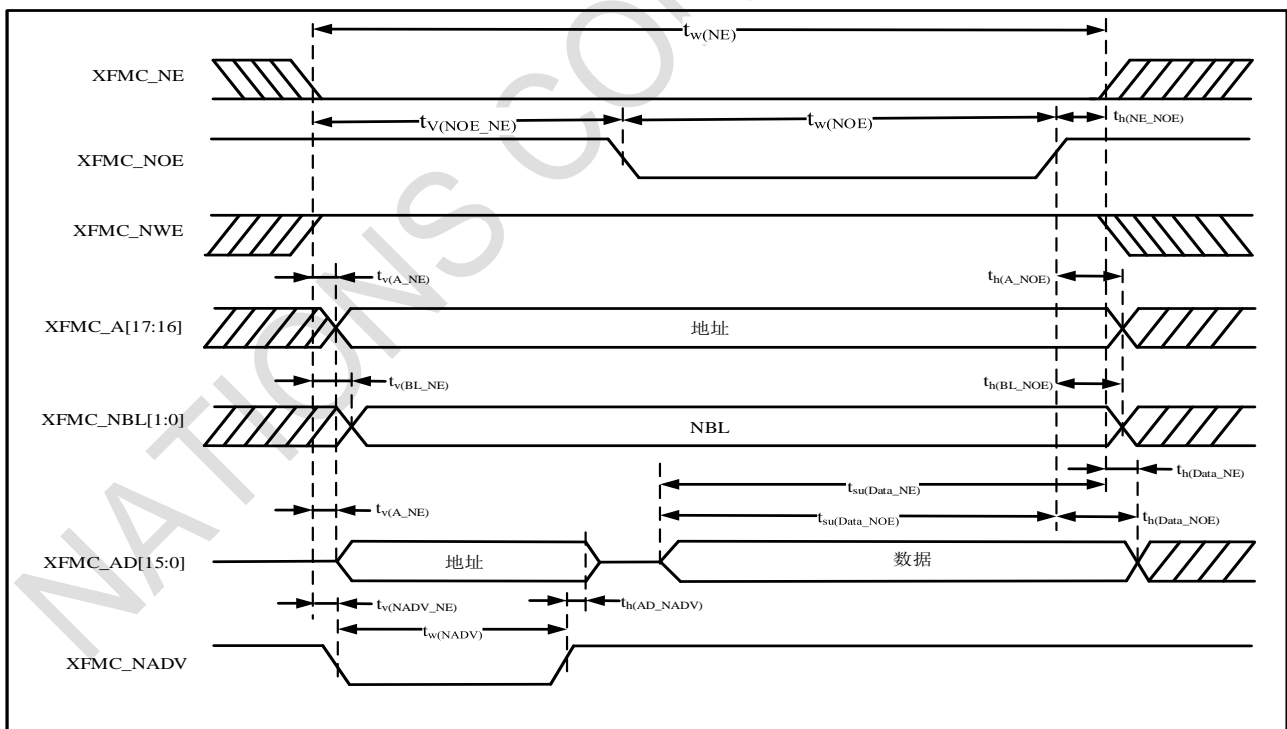 tw(NE)
XFMC_NE
tV(NOE_NE)
tw(NOE)
th(NE_NOE)
XFMC_NOE
XFMC_NWE
tv(A_NE)
th(A_NOE)
XFMC_A[17:16]
地址
tv(BL_NE)
th(BL_NOE)
XFMC_NBL[1:0]
NBL
th(Data_NE)
tsu(Data_NE)
tv(A_NE)
tsu(Data_NOE)
th(Data_NOE)
XFMC_AD[15:0]
地址
数据
tv(NADV_NE)
th(AD_NADV)
tw(NADV)
XFMC_NADV
NATIONS